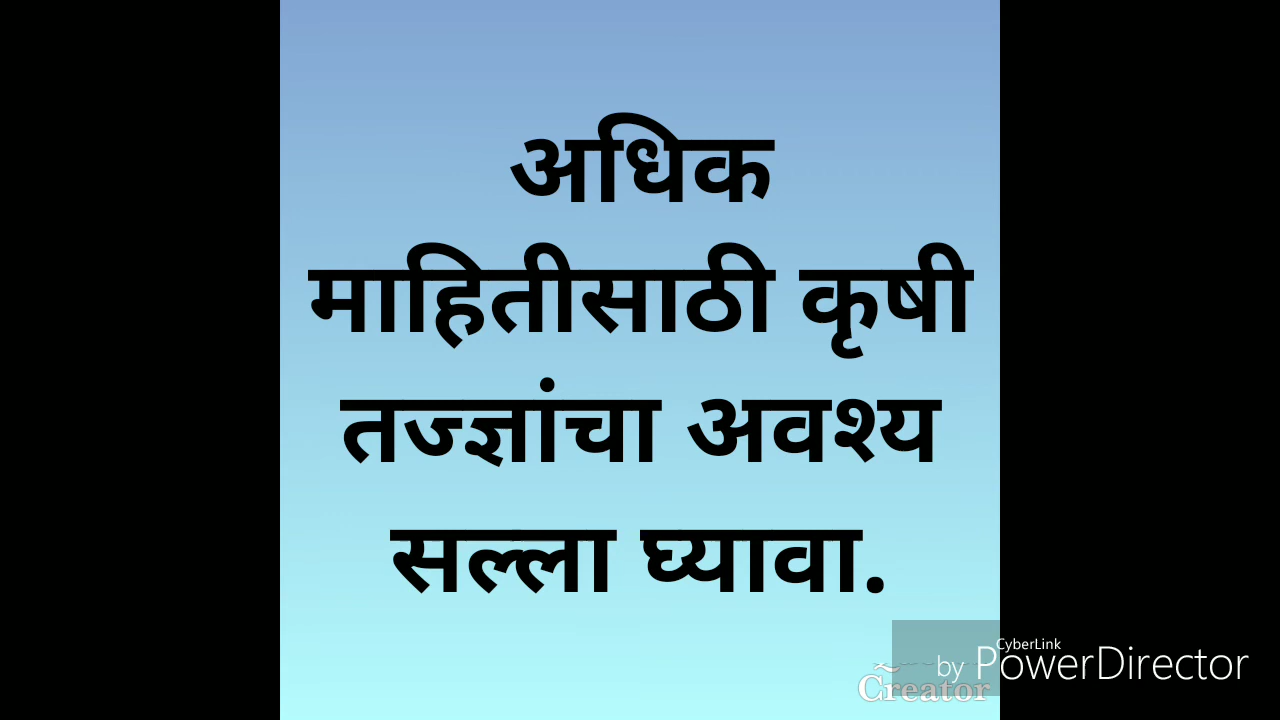 अधिक
माहितीसाठी कृषी
तज्ज्ञांचा अवश्य
सल्ला घ्यावा.
CyberLink
by PowerDirector
Creator